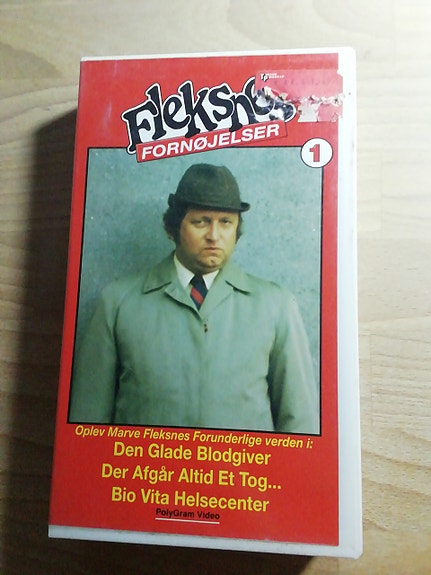 Fleksnes
FORNØJELSER
1
Oplev Marve Fleksnes Forunderlige verden i:
Den Glade Blodgiver
Der Afgår Altid Et Tog...
Bio Vita Helsecenter
PolyGram Video